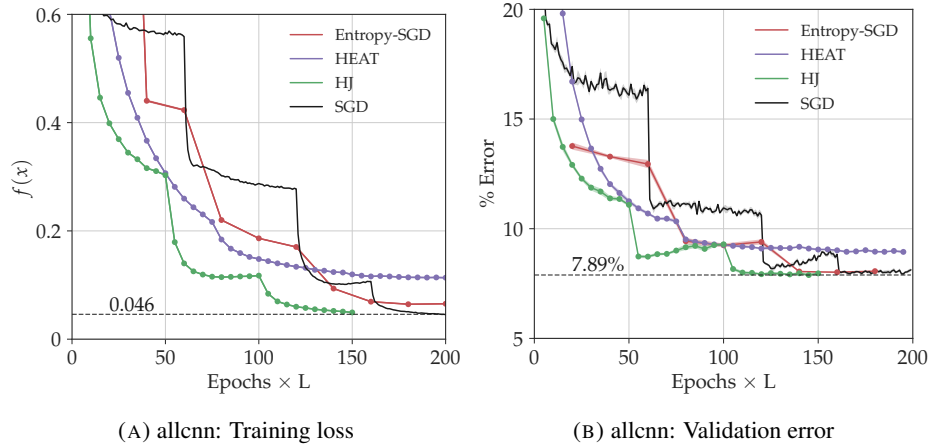 0.6
0.4
0.2
0
f(x)
Entropy-SGD
HEAT
HJ
SGD
0.046
0 50 100 150 200
Epochs × L
(A) allcnn: Training loss
20
15
10
5
% Error
Entropy-SGD
HEAT
HJ
SGD
7.89%
0 50 100 150 200
Epochs × L
(B) allcnn: Validation error